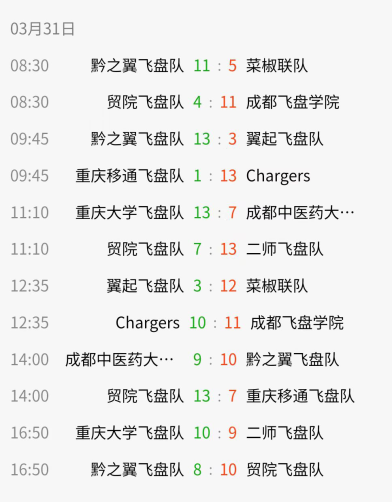 03月31日
08:30 黔之翼飞盘队 11 : 5 菜椒联队
08:30 贸院飞盘队 4 : 11 成都飞盘学院
09:45 黔之翼飞盘队 13 : 3 翼起飞盘队
09:45 重庆移通飞盘队 1 : 13 Chargers
11:10 重庆大学飞盘队 13 : 7 成都中医药大…
11:10 贸院飞盘队 7 : 13 二师飞盘队
12:35 翼起飞盘队 3 : 12 菜椒联队
12:35 Chargers 10 : 11 成都飞盘学院
14:00 成都中医药大… 9 : 10 黔之翼飞盘队
14:00 贸院飞盘队 13 : 7 重庆移通飞盘队
16:50 重庆大学飞盘队 10 : 9 二师飞盘队
16:50 黔之翼飞盘队 8 : 10 贸院飞盘队